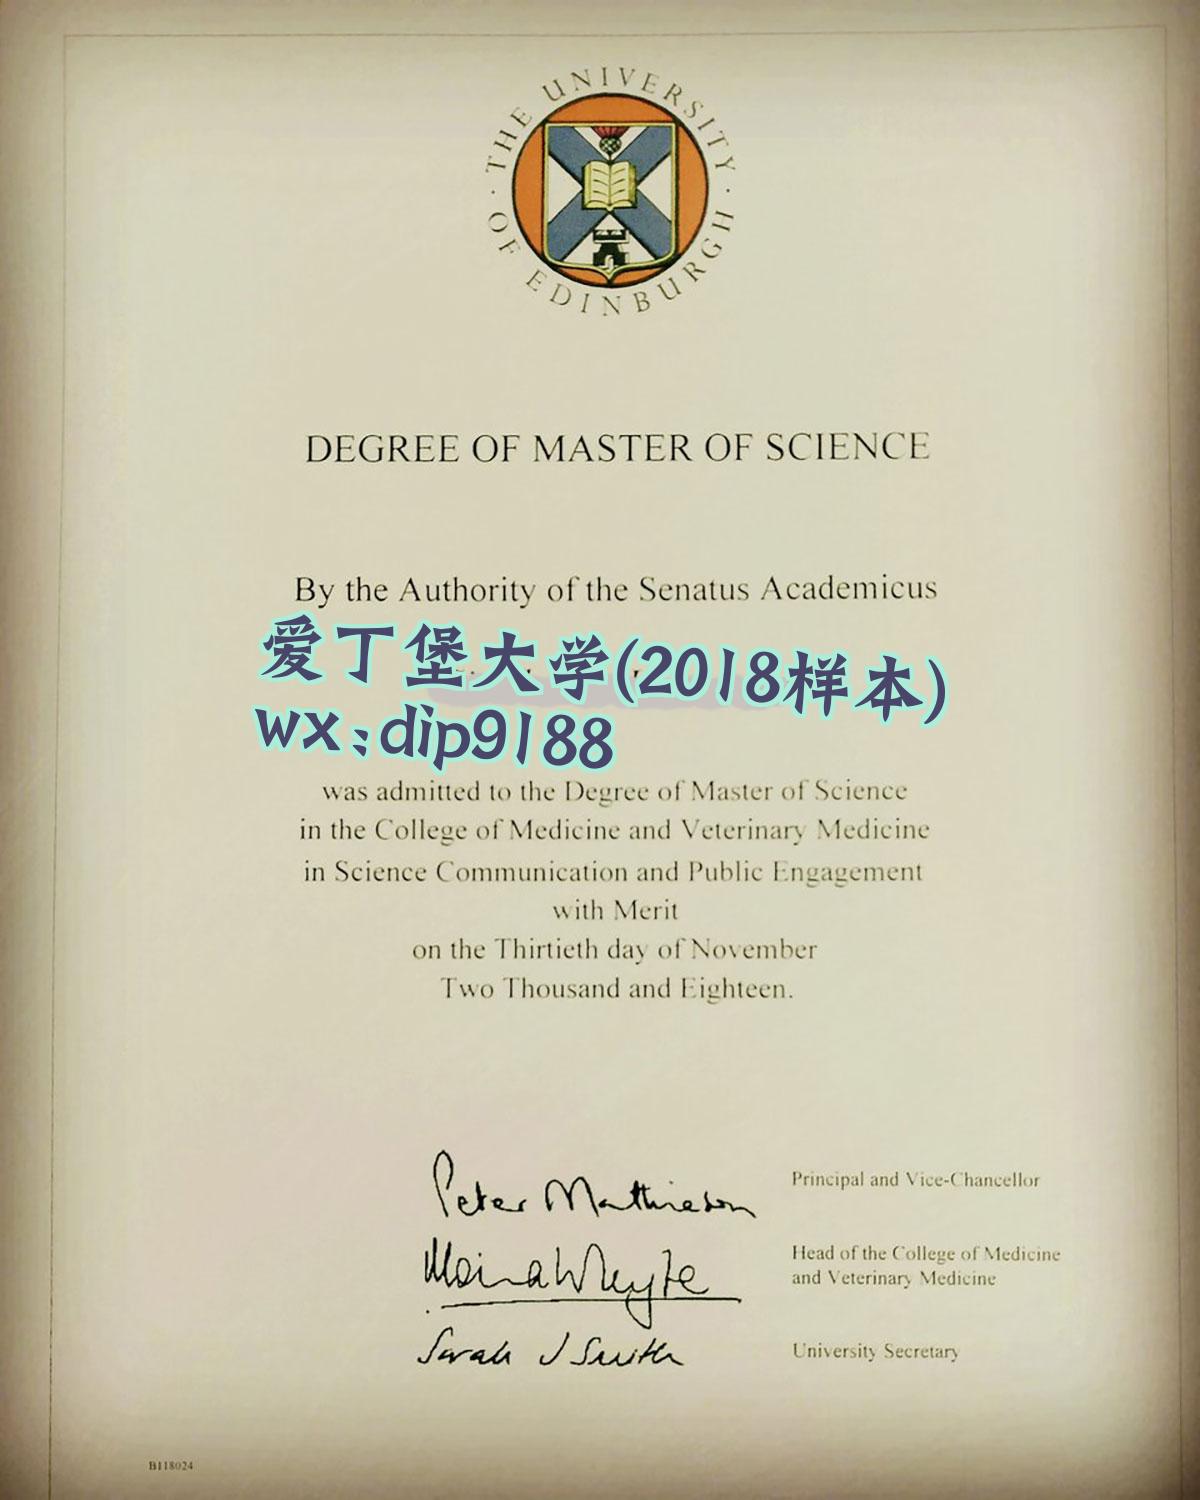 THE UNIVERSITY OF EDINBURGH
DEGREE OF MASTER OF SCIENCE
By the Authority of the Senatus Academicus
爱丁堡大学(2018样本)
wx:dip9188
was admitted to the Degree of Master of Science
in the College of Medicine and Veterinary Medicine
in Science Communication and Public Engagement
with Merit
on the Thirtieth day of November
Two Thousand and Eighteen.
Peter Mathieson
Principal and Vice-Chancellor
Moira Whyte
Head of the College of Medicine
and Veterinary Medicine
Sarah J Smith
University Secretary
B118024